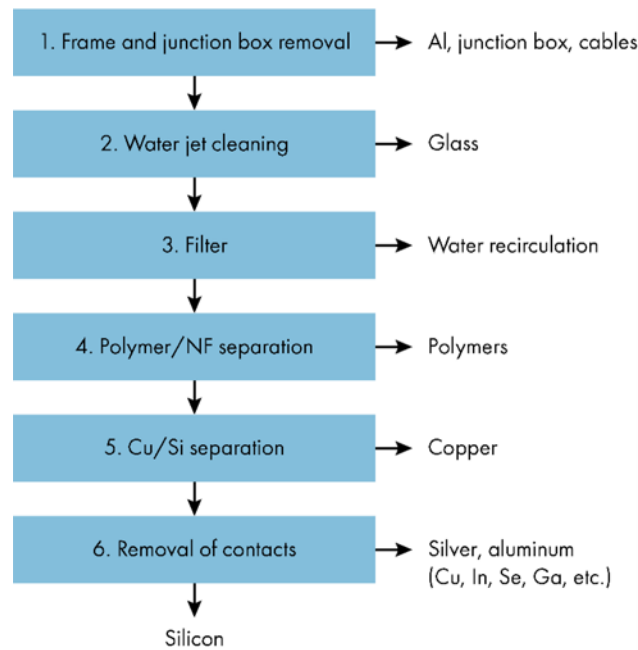 1. Frame and junction box removal
Al, junction box, cables
2. Water jet cleaning
Glass
3. Filter
Water recirculation
4. Polymer/NF separation
Polymers
5. Cu/Si separation
Copper
6. Removal of contacts
Silver, aluminum
(Cu, In, Se, Ga, etc.)
Silicon